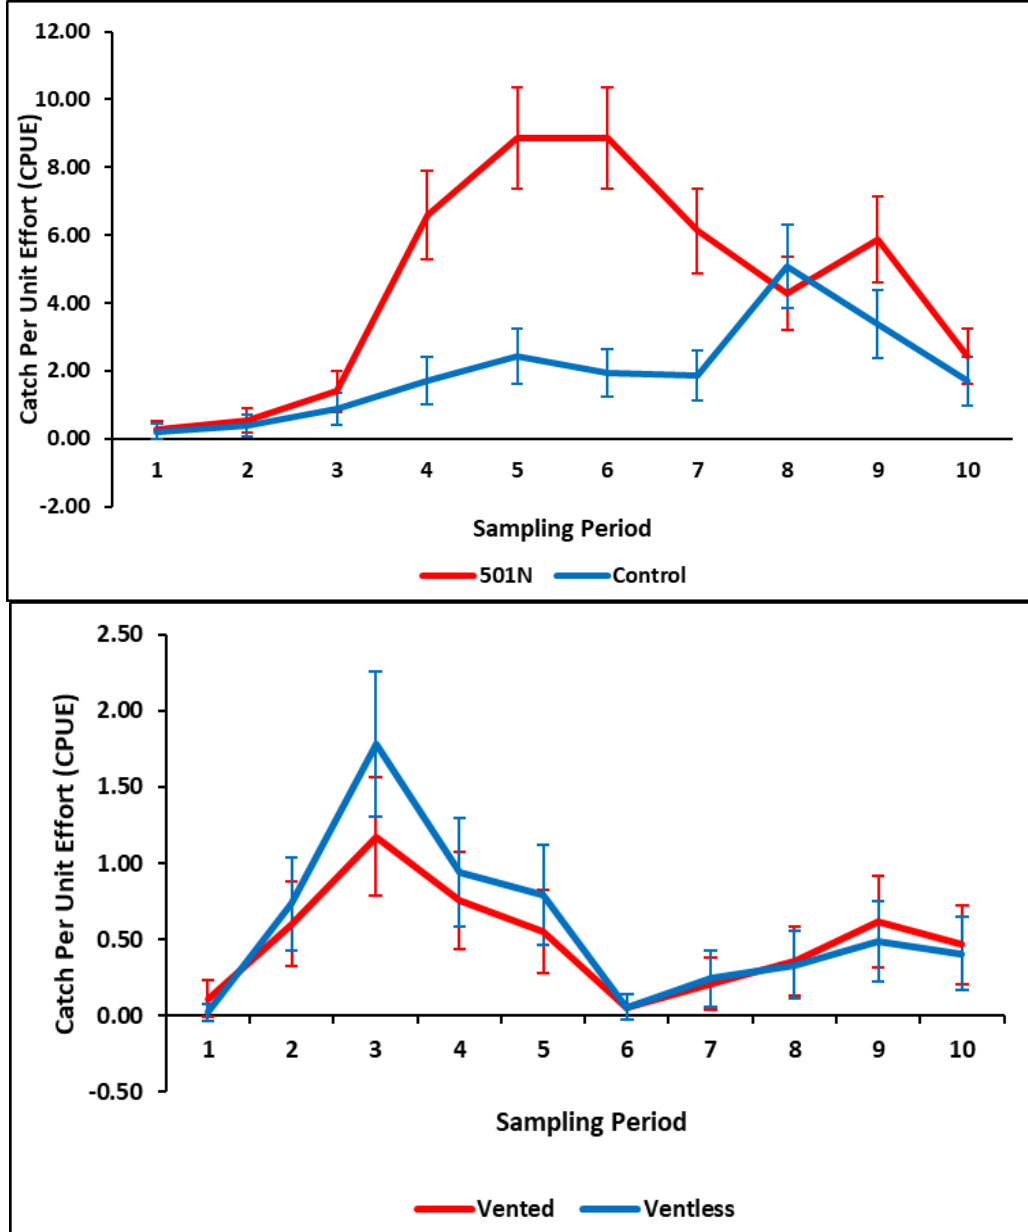 12.00
10.00
8.00
6.00
4.00
2.00
0.00
-2.00
Catch Per Unit Effort (CPUE)
1 2 3 4 5 6 7 8 9 10
Sampling Period
501N Control
2.50
2.00
1.50
1.00
0.50
0.00
-0.50
Catch Per Unit Effort (CPUE)
1 2 3 4 5 6 7 8 9 10
Sampling Period
Vented Ventless